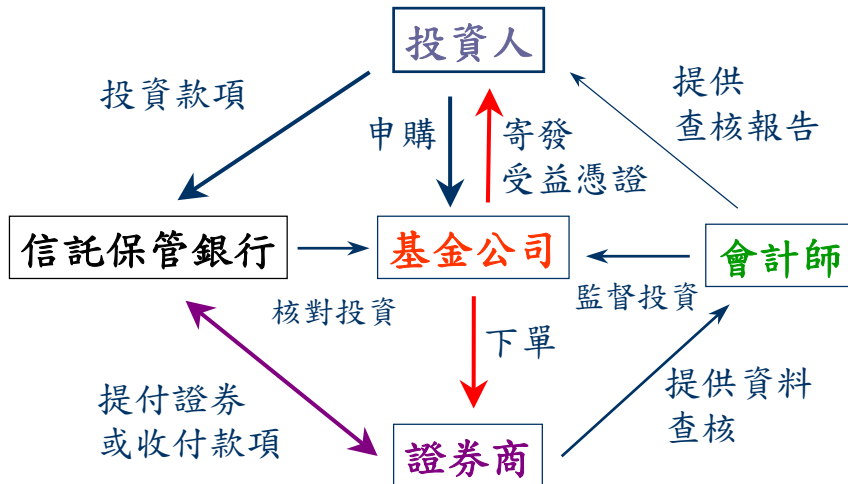 投資人
投資款項
提供
查核報告
申購
寄發
受益憑證
信託保管銀行
基金公司
會計師
核對投資
監督投資
下單
提付證券
或收付款項
提供資料
查核
證券商